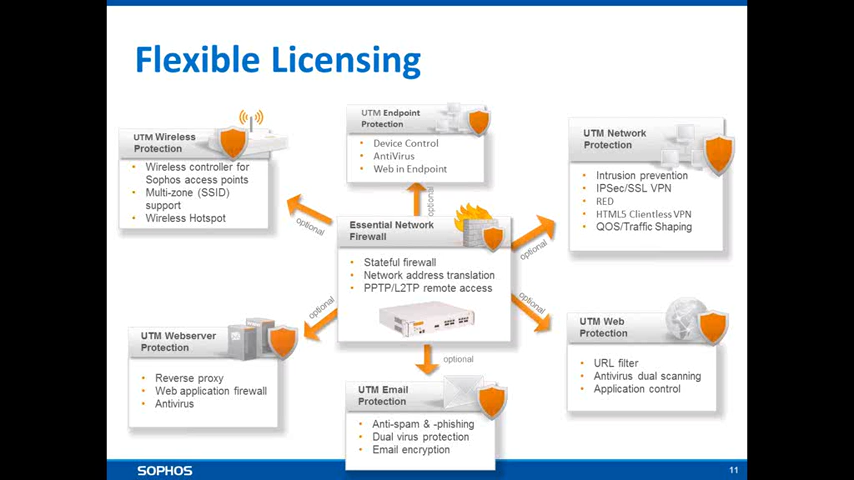 Flexible Licensing
UTM Wireless
Protection
Wireless controller for
Sophos access points
Multi-zone (SSID)
support
Wireless Hotspot
UTM Endpoint
Protection
Device Control
AntiVirus
Web in Endpoint
UTM Network
Protection
Intrusion prevention
IPSec/SSL VPN
RED
HTML5 Clientless VPN
QOS/Traffic Shaping
optional
optional
optional
Essential Network
Firewall
Stateful firewall
Network address translation
PPTP/L2TP remote access
optional
optional
optional
UTM Webserver
Protection
Reverse proxy
Web application firewall
Antivirus
UTM Email
Protection
Anti-spam & -phishing
Dual virus protection
Email encryption
UTM Web
Protection
URL filter
Antivirus dual scanning
Application control
SOPHOS
11